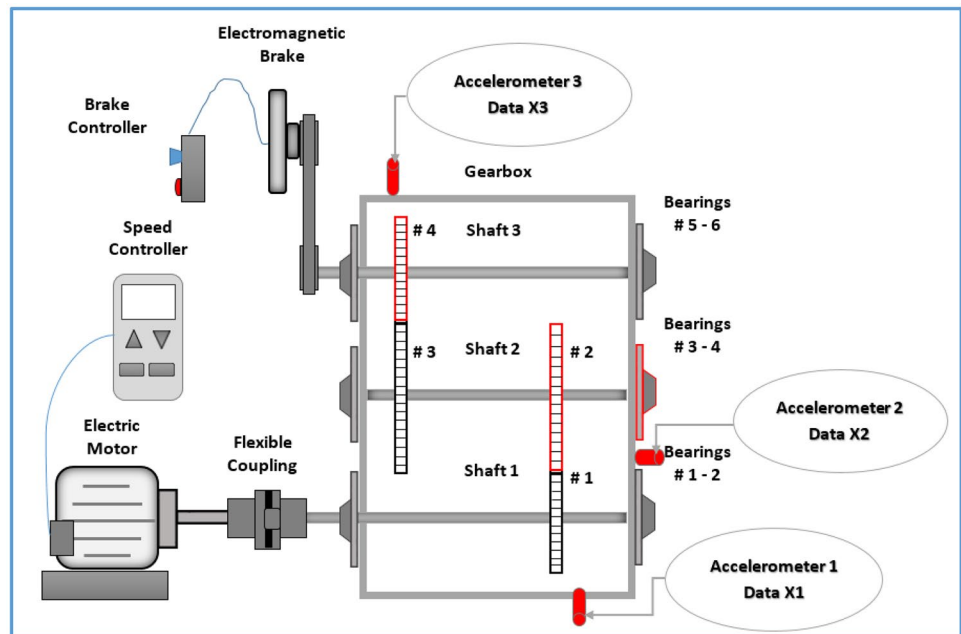 Electromagnetic
Brake
Accelerometer 3
Data X3
Brake
Controller
Gearbox
Bearings
# 5 - 6
# 4
Shaft 3
Speed
Controller
Bearings
# 3 - 4
# 3
Shaft 2
# 2
Accelerometer 2
Data X2
Electric
Motor
Flexible
Coupling
Shaft 1
# 1
Bearings
# 1 - 2
Accelerometer 1
Data X1